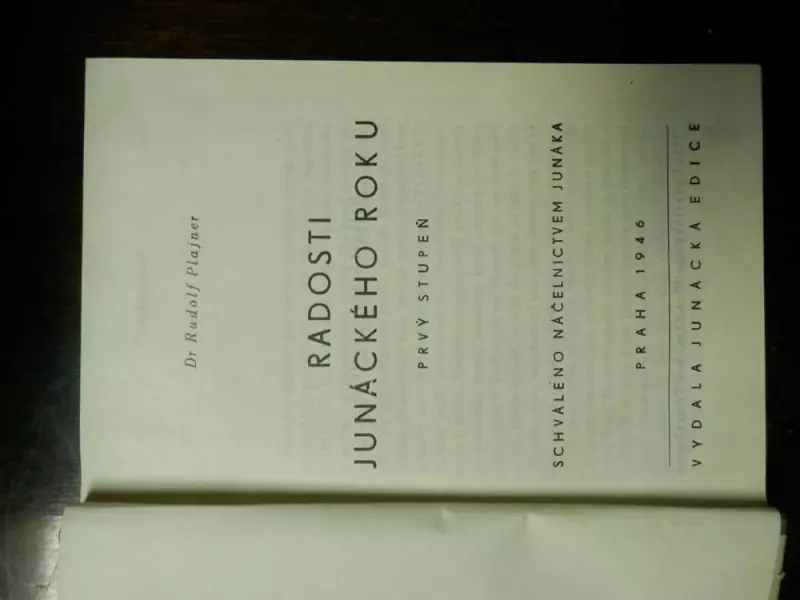 Dr Rudolf Plajner
RADOSTI
JUNÁCKÉHO ROKU
PRVÝ STUPEŇ
SCHVÁLENO NÁČELNICTVEM JUNÁKA
PRAHA 1946
VYDALA JUNÁCKÁ EDICE